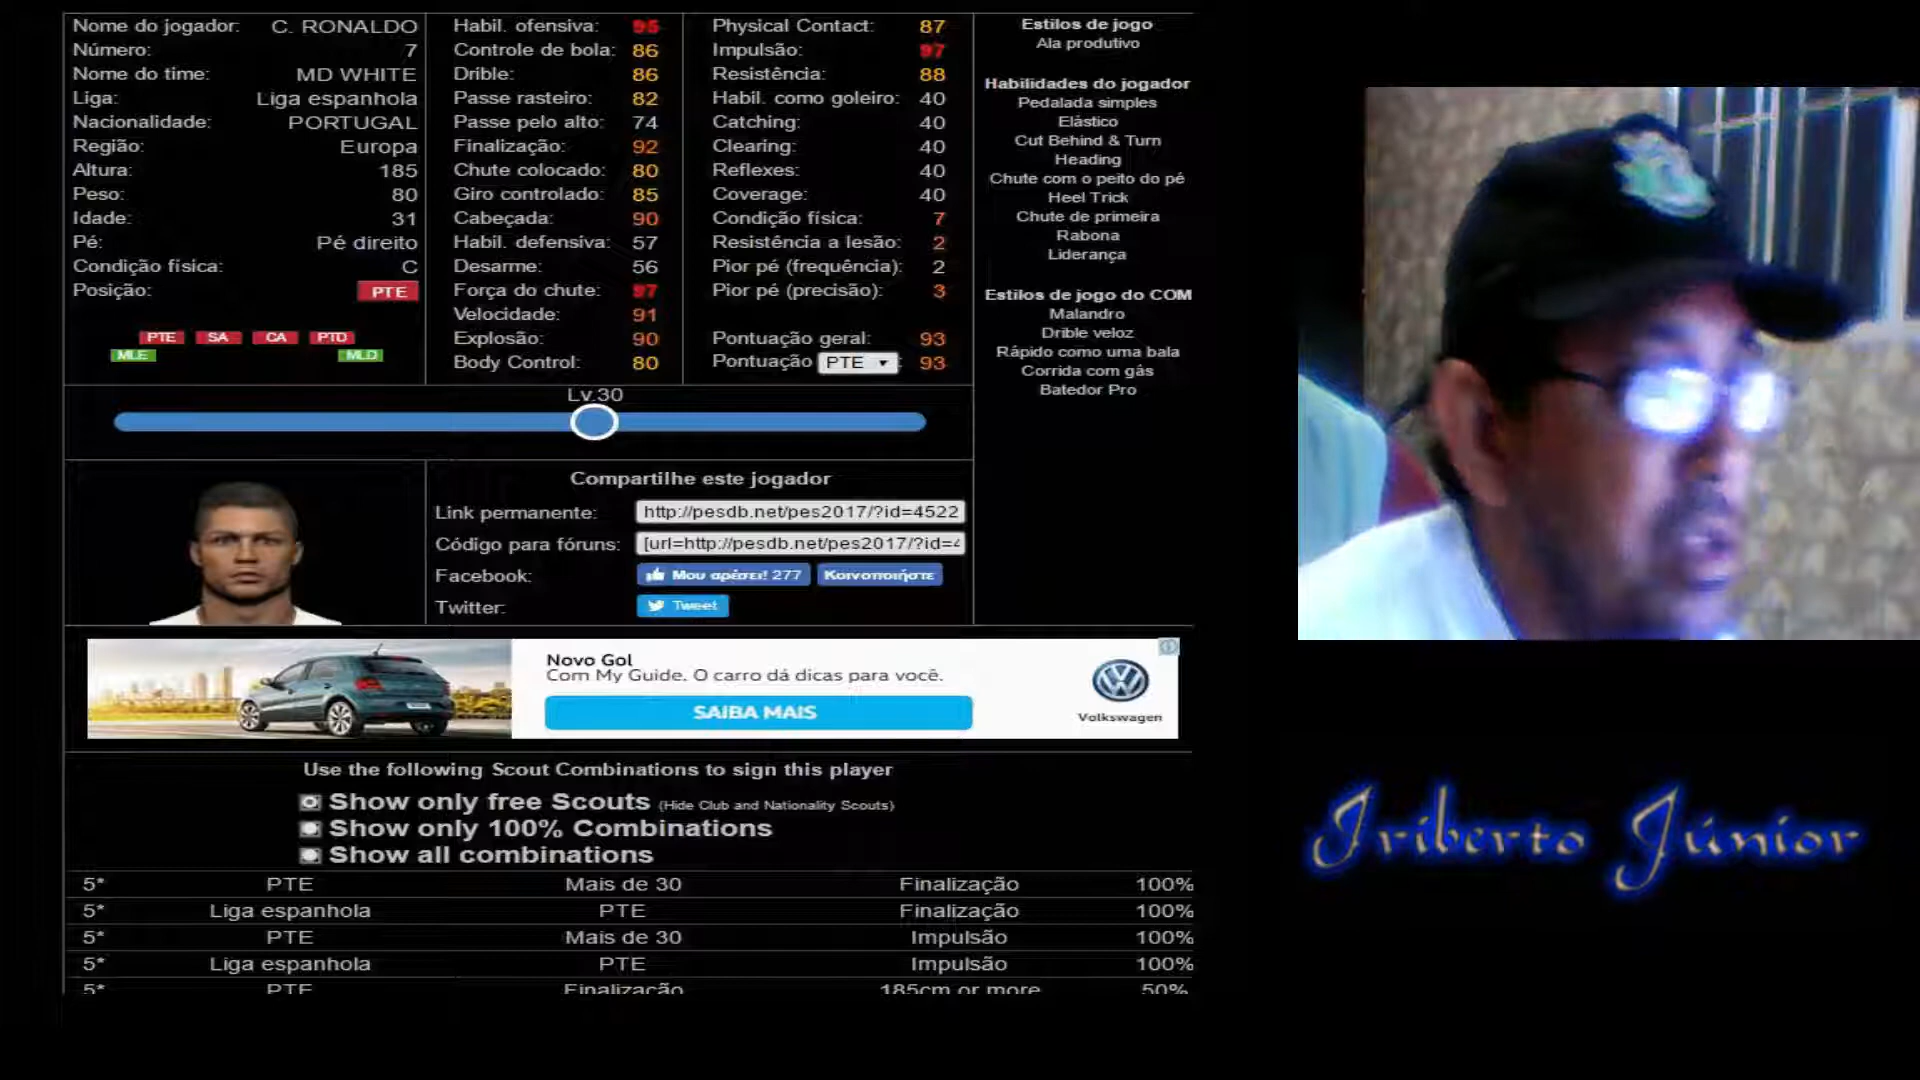 Nome do jogador: C. RONALDO
Número: 7
Nome do time: MD WHITE
Liga: Liga espanhola
Nacionalidade: PORTUGAL
Região: Europa
Altura: 185
Peso: 80
Idade: 31
Pé: Pé direito
Condição física: C
Posição: PTE
PTE SA CA PTD
MLE MLD
Habil. ofensiva: 95
Controle de bola: 86
Drible: 86
Passe rasteiro: 82
Passe pelo alto: 74
Finalização: 92
Chute colocado: 80
Giro controlado: 85
Cabeçada: 90
Habil. defensiva: 57
Desarme: 56
Força do chute: 97
Velocidade: 91
Explosão: 90
Body Control: 80
Physical Contact: 87
Impulsão: 97
Resistência: 88
Habil. como goleiro: 40
Catching: 40
Clearing: 40
Reflexes: 40
Coverage: 40
Condição física: 7
Resistência a lesão: 2
Pior pé (frequência): 2
Pior pé (precisão): 3
Pontuação geral: 93
Pontuação PTE : 93
Estilos de jogo
Ala produtivo
Habilidades do jogador
Pedalada simples
Elástico
Cut Behind & Turn
Heading
Chute com o peito do pé
Heel Trick
Chute de primeira
Rabona
Liderança
Estilos de jogo do COM
Malandro
Drible veloz
Rápido como uma bala
Corrida com gás
Batedor Pro
Lv.30
Compartilhe este jogador
Link permanente: http://pesdb.net/pes2017/?id=4522
Código para fóruns: [url=http://pesdb.net/pes2017/?id=4
Facebook: Μου αρέσει! 277 Κοινοποιήστε
Twitter: Tweet
Novo Gol
Com My Guide. O carro dá dicas para você.
SAIBA MAIS
Volkswagen
Use the following Scout Combinations to sign this player
Show only free Scouts (Hide Club and Nationality Scouts)
Show only 100% Combinations
Show all combinations
5* PTE Mais de 30 Finalização 100%
5* Liga espanhola PTE Finalização 100%
5* PTE Mais de 30 Impulsão 100%
5* Liga espanhola PTE Impulsão 100%
5* PTE Finalização 185cm or more 50%
Iriberto Júnior